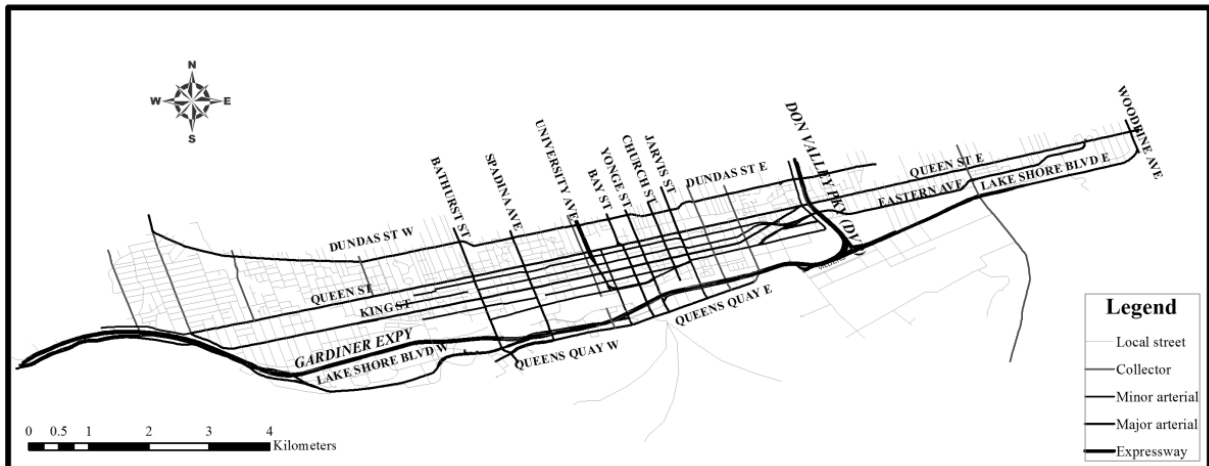 N
W E
S
WOODBINE AVE
DON VALLEY PKY (DV
UNIVERSITY AVE
JARVIS ST
CHURCH ST
YONGE ST
BAY ST
SPADINA AVE
BATHURST ST
QUEEN ST E
DUNDAS ST E
EASTERN AVE
LAKE SHORE BLVD E
DUNDAS ST W
QUEEN ST
KING ST
QUEENS QUAY E
GARDINER EXPY
LAKE SHORE BLVD W
QUEENS QUAY W
Legend
Local street
Collector
Minor arterial
Major arterial
Expressway
0 0.5 1 2 3 4
Kilometers